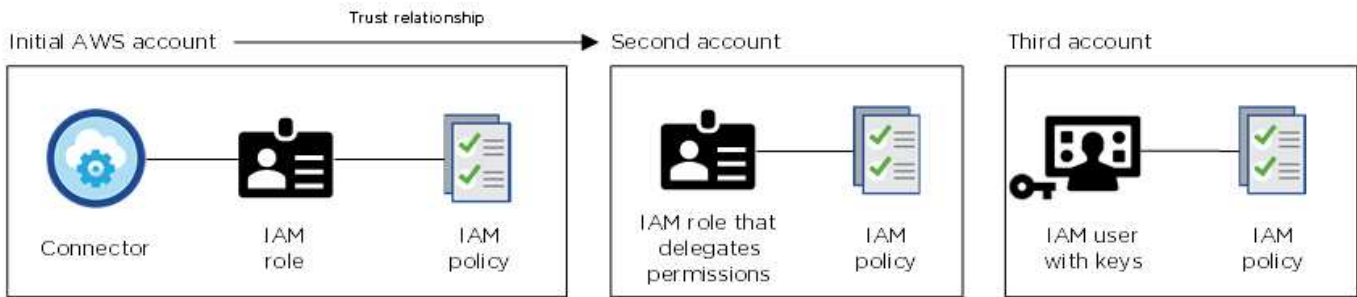 Trust relationship
Initial AWS account
Second account
Third account
Connector
IAM
role
IAM
policy
IAM role that
delegates
permissions
IAM
policy
IAM user
with keys
IAM
policy